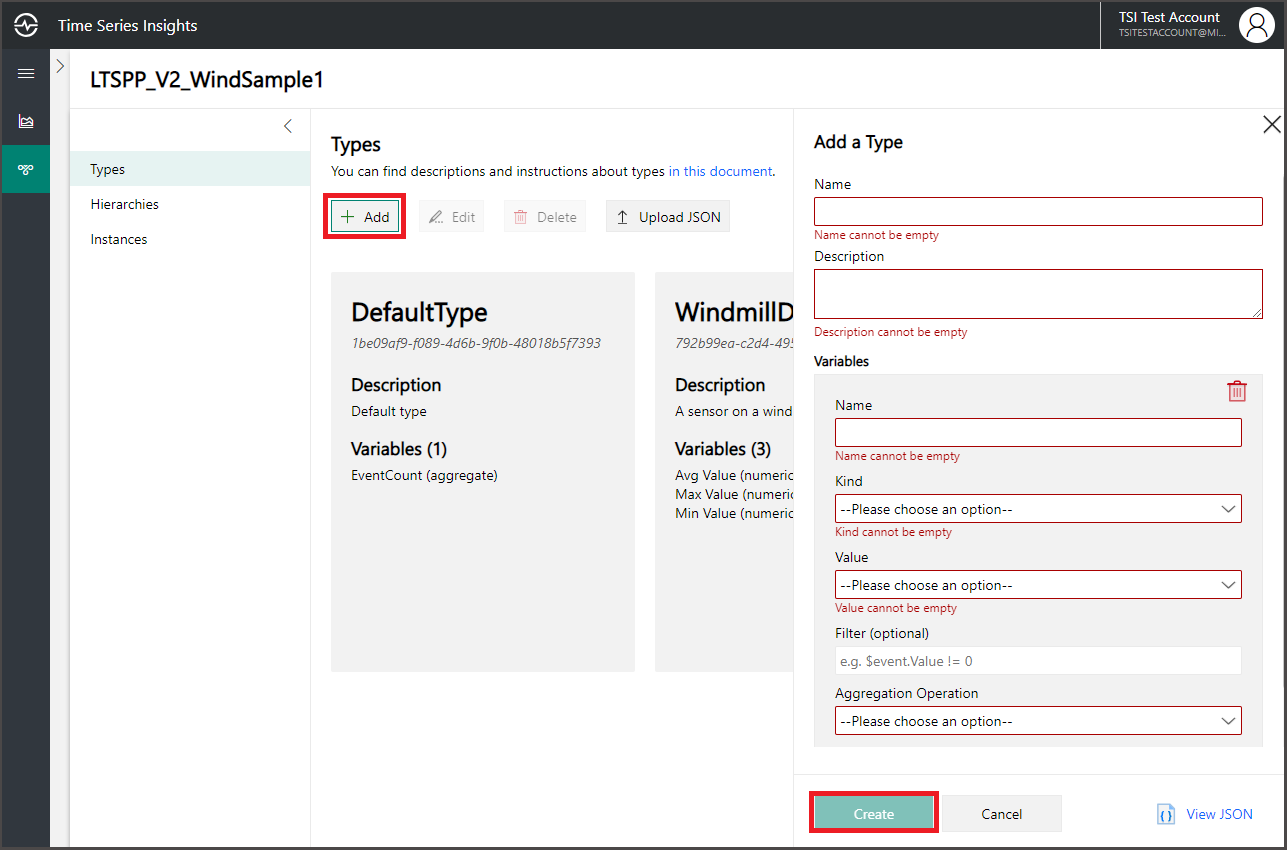 Time Series Insights
TSI Test Account
TSITESTACCOUNT@MI...
LTSPP_V2_WindSample1
Types
Hierarchies
Instances
Types
You can find descriptions and instructions about types in this document.
Add
Edit
Delete
Upload JSON
DefaultType
1be09af9-f089-4d6b-9f0b-48018b5f7393
Description
Default type
Variables (1)
EventCount (aggregate)
WindmillD
792b99ea-c2d4-495
Description
A sensor on a wind
Variables (3)
Avg Value (numeric
Max Value (numeric
Min Value (numeric
Add a Type
Name
Name cannot be empty
Description
Description cannot be empty
Variables
Name
Name cannot be empty
Kind
--Please choose an option--
Kind cannot be empty
Value
--Please choose an option--
Value cannot be empty
Filter (optional)
e.g. $event.Value != 0
Aggregation Operation
--Please choose an option--
Create
Cancel
View JSON